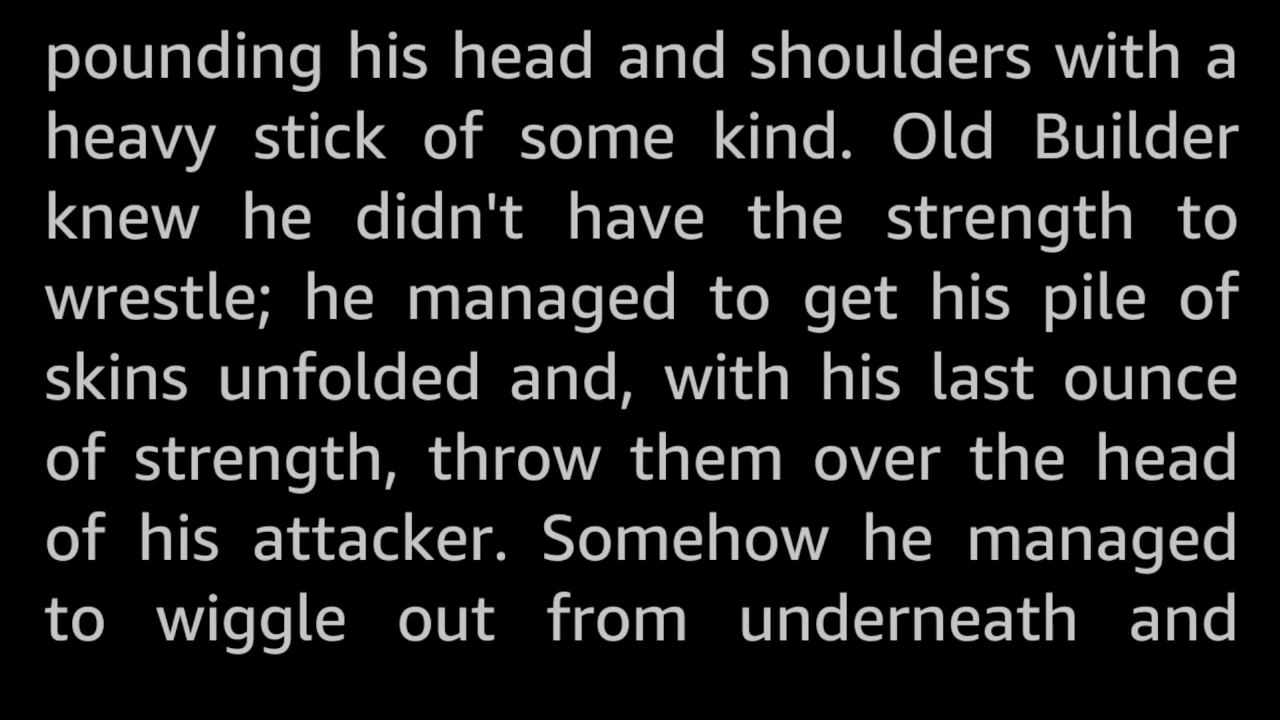 pounding his head and shoulders with a
heavy stick of some kind. Old Builder
knew he didn't have the strength to
wrestle; he managed to get his pile of
skins unfolded and, with his last ounce
of strength, throw them over the head
of his attacker. Somehow he managed
to wiggle out from underneath and